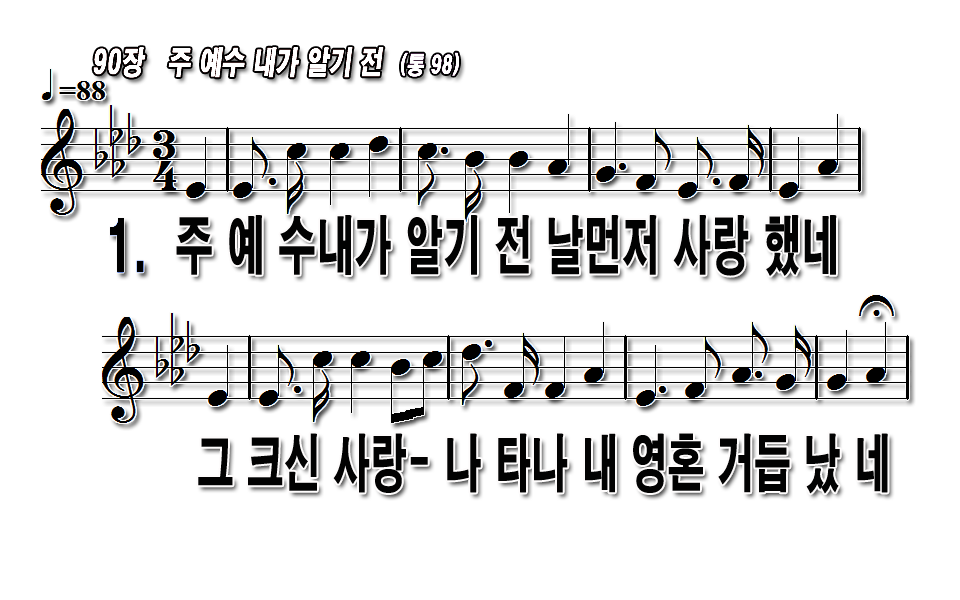 90장 주 예수 내가 알기 전 (통 98)
♩=88
3
4
1. 주 예 수내가 알기 전 날먼저 사랑 했네
그 크신 사랑- 나 타나 내 영혼 거듭 났 네